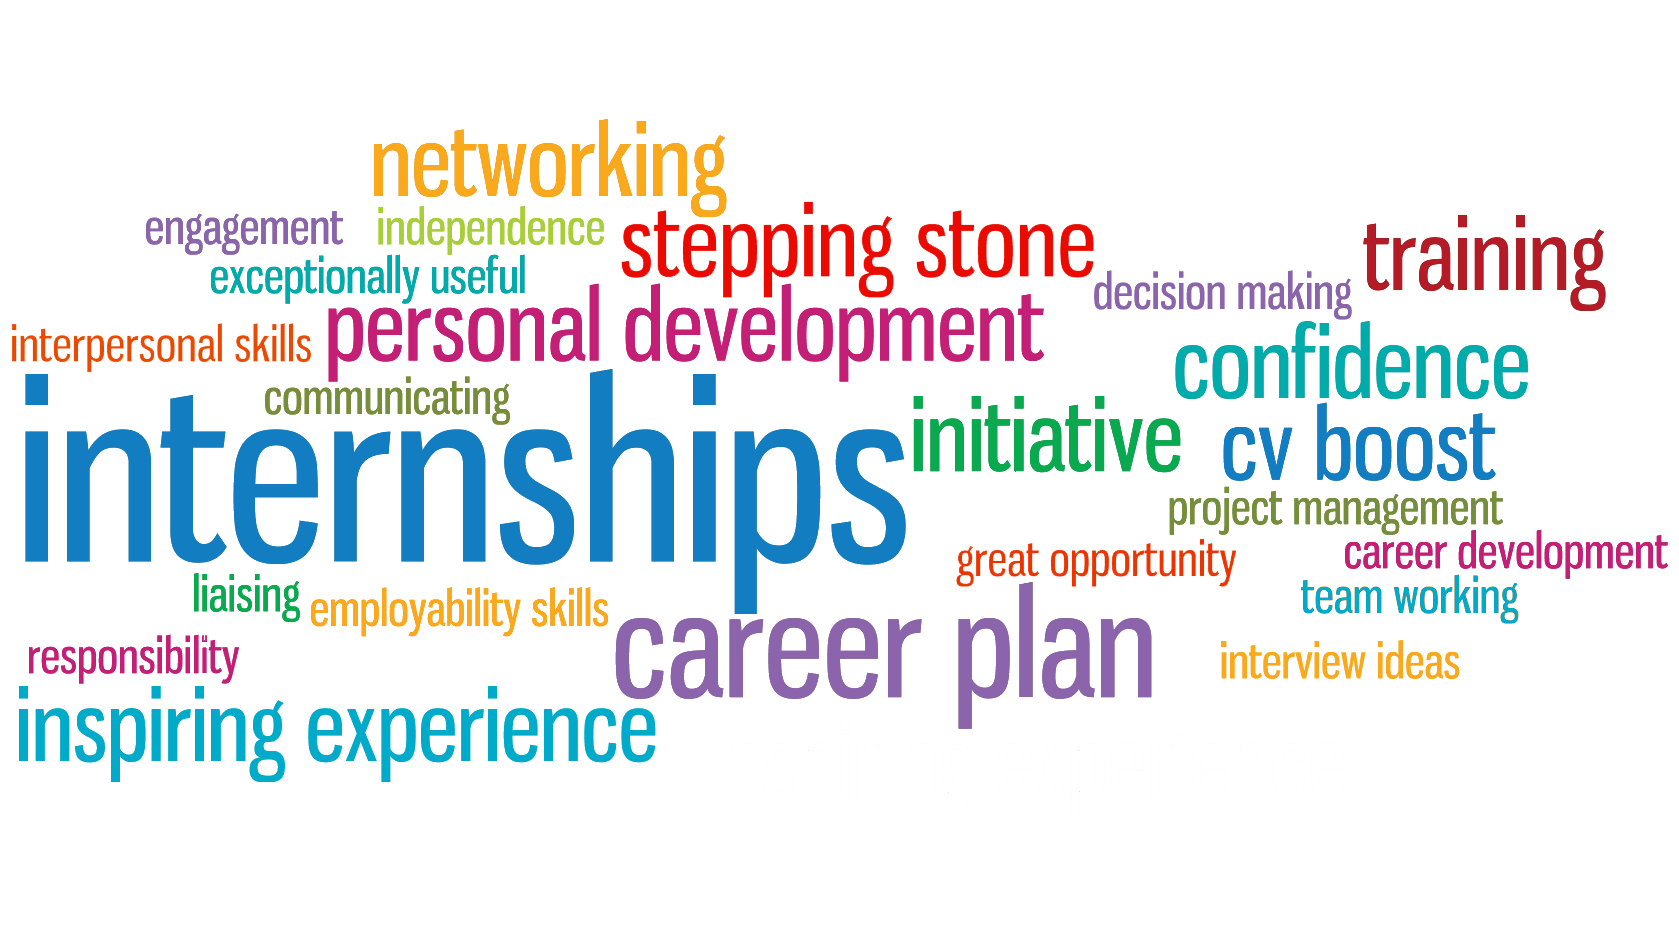 networking
engagement
independence
stepping stone
training
exceptionally useful
decision making
interpersonal skills
personal development
confidence
communicating
internships
initiative
cv boost
project management
great opportunity
career development
liaising
employability skills
team working
responsibility
career plan
interview ideas
inspiring experience